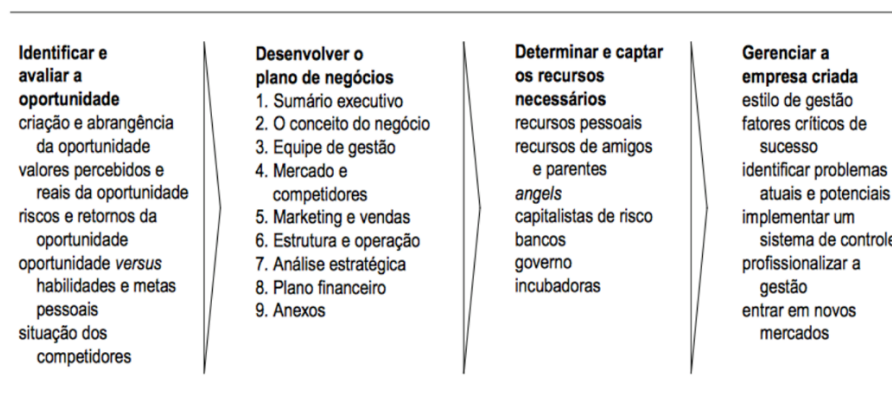 Identificar e
avaliar a
oportunidade
criação e abrangência
da oportunidade
valores percebidos e
reais da oportunidade
riscos e retornos da
oportunidade
oportunidade versus
habilidades e metas
pessoais
situação dos
competidores
Desenvolver o
plano de negócios
1. Sumário executivo
2. O conceito do negócio
3. Equipe de gestão
4. Mercado e
competidores
5. Marketing e vendas
6. Estrutura e operação
7. Análise estratégica
8. Plano financeiro
9. Anexos
Determinar e captar
os recursos
necessários
recursos pessoais
recursos de amigos
e parentes
angels
capitalistas de risco
bancos
governo
incubadoras
Gerenciar a
empresa criada
estilo de gestão
fatores críticos de
sucesso
identificar problemas
atuais e potenciais
implementar um
sistema de controle
profissionalizar a
gestão
entrar em novos
mercados